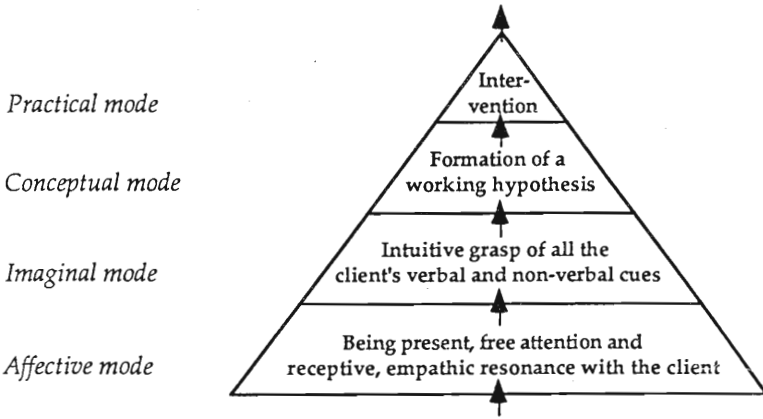 Practical mode
Inter-
vention
Conceptual mode
Formation of a
working hypothesis
Imaginal mode
Intuitive grasp of all the
client's verbal and non-verbal cues
Affective mode
Being present, free attention and
receptive, empathic resonance with the client